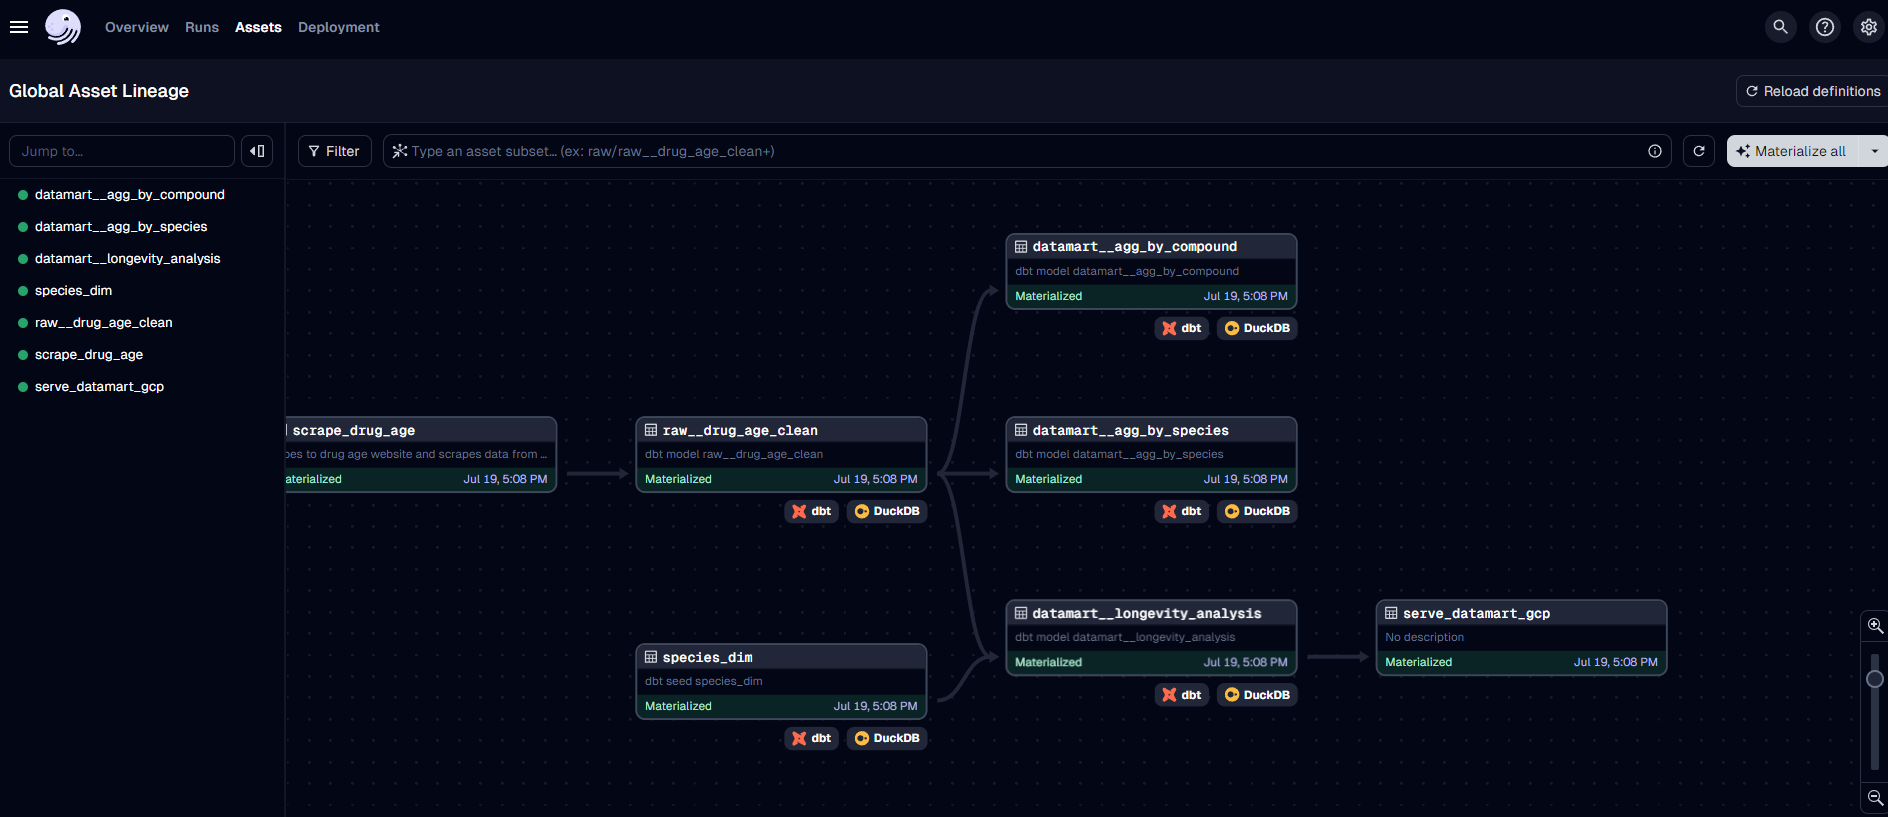 Overview Runs Assets Deployment
Global Asset Lineage
Reload definitions
Jump to…
Filter
Type an asset subset… (ex: raw/raw__drug_age_clean+)
Materialize all
datamart__agg_by_compound
datamart__agg_by_species
datamart__longevity_analysis
species_dim
raw__drug_age_clean
scrape_drug_age
serve_datamart_gcp
datamart__agg_by_compound
dbt model datamart__agg_by_compound
Materialized Jul 19, 5:08 PM
dbt DuckDB
scrape_drug_age
to drug age website and scrapes data from …
aterialized Jul 19, 5:08 PM
raw__drug_age_clean
dbt model raw__drug_age_clean
Materialized Jul 19, 5:08 PM
dbt DuckDB
datamart__agg_by_species
dbt model datamart__agg_by_species
Materialized Jul 19, 5:08 PM
dbt DuckDB
datamart__longevity_analysis
dbt model datamart__longevity_analysis
Materialized Jul 19, 5:08 PM
dbt DuckDB
serve_datamart_gcp
No description
Materialized Jul 19, 5:08 PM
species_dim
dbt seed species_dim
Materialized Jul 19, 5:08 PM
dbt DuckDB